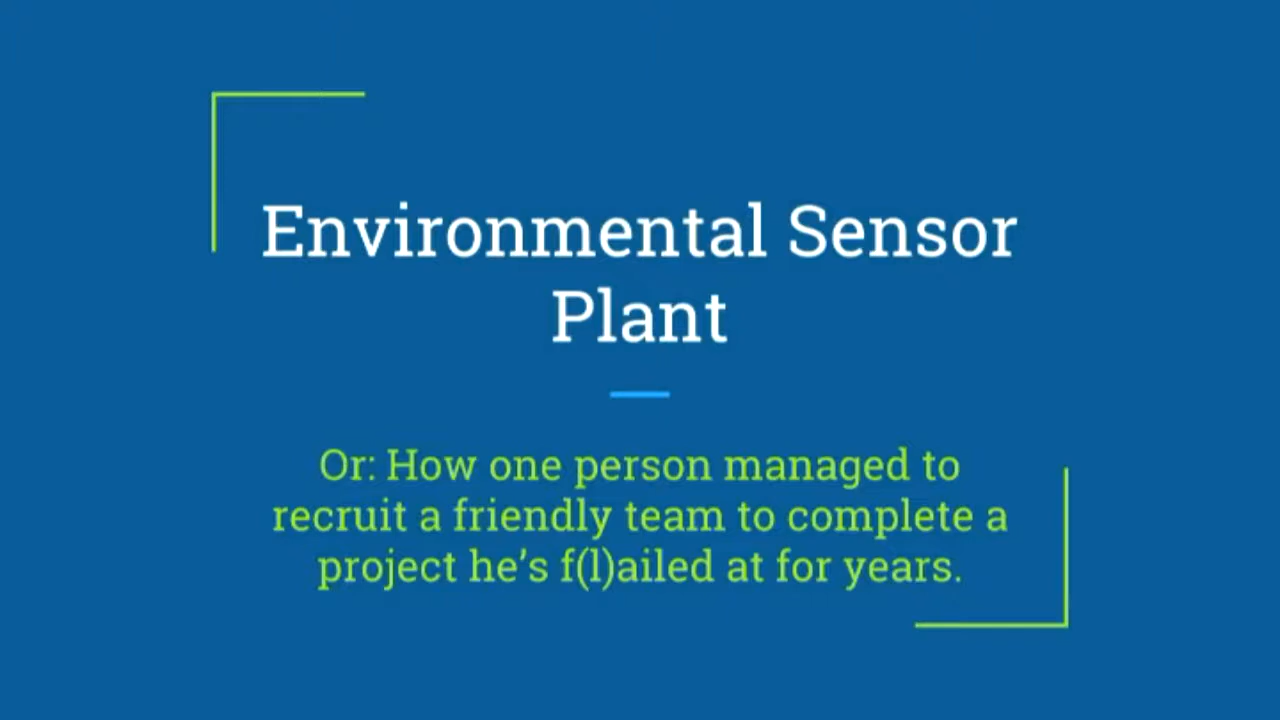 Environmental Sensor
Plant
Or: How one person managed to
recruit a friendly team to complete a
project he's f(l)ailed at for years.